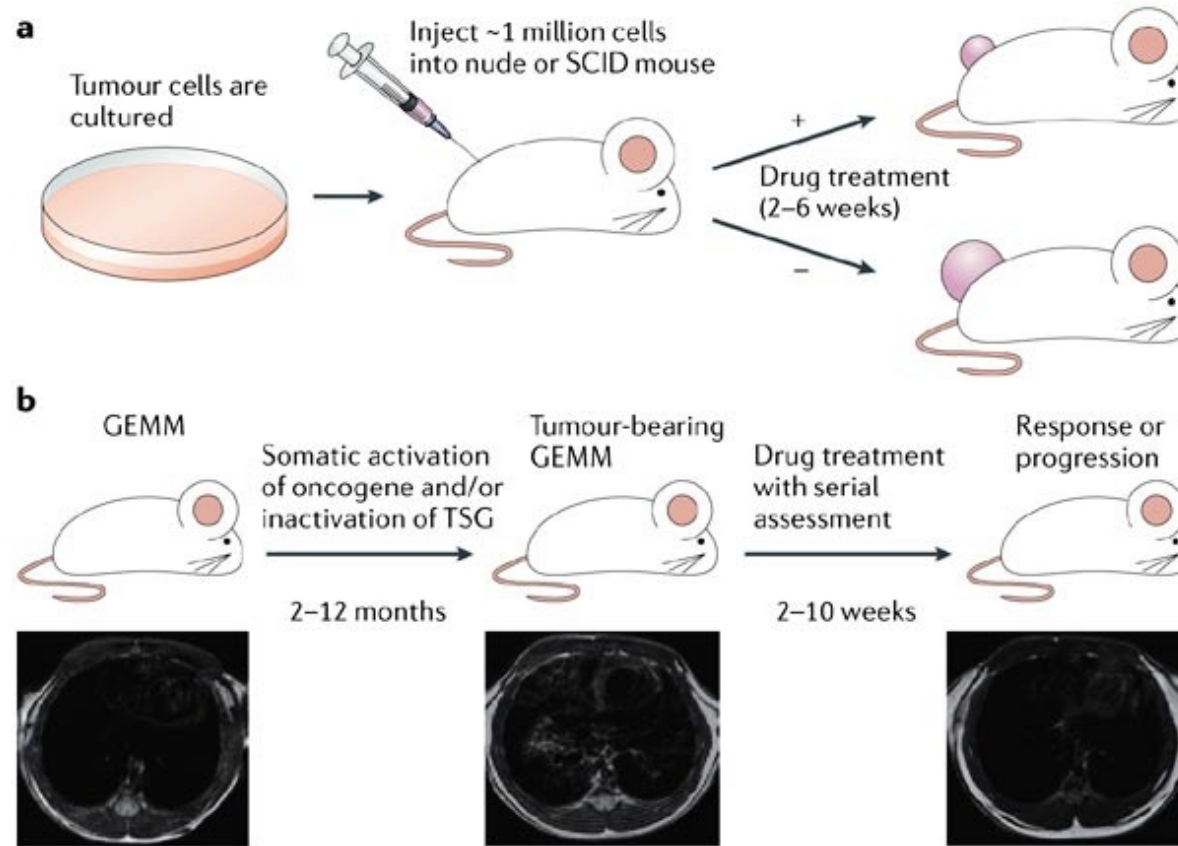 a
Tumour cells are
cultured
Inject ~1 million cells
into nude or SCID mouse
+
Drug treatment
(2–6 weeks)
–
b
GEMM
Somatic activation
of oncogene and/or
inactivation of TSG
2–12 months
Tumour-bearing
GEMM
Drug treatment
with serial
assessment
2–10 weeks
Response or
progression